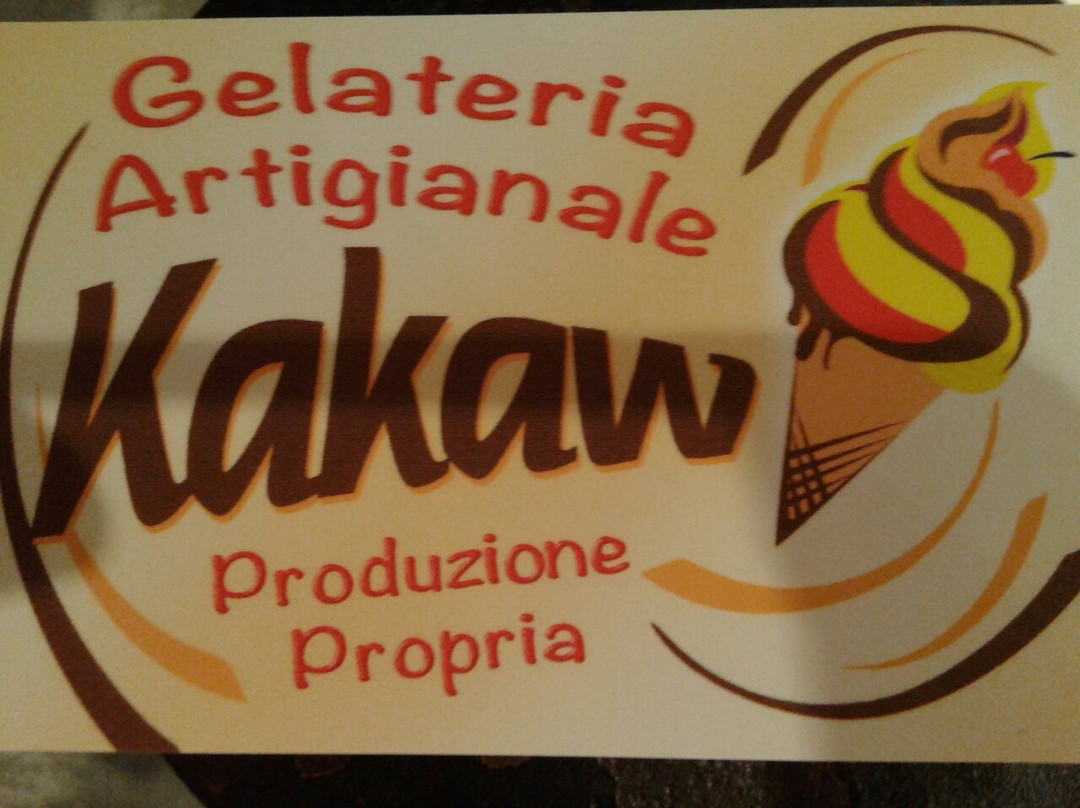 Gelateria
Artigianale
Kakaw
Produzione
Propria